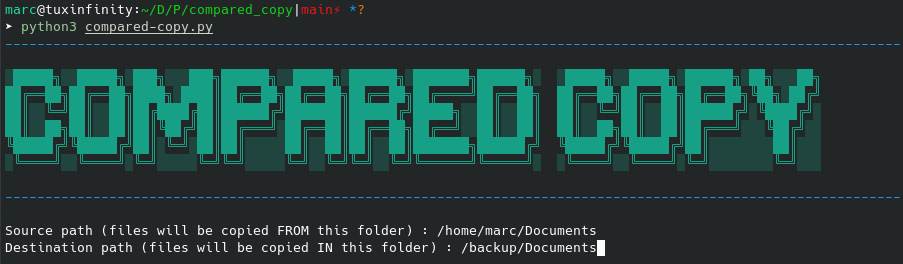 marc@tuxinfinity:~/D/P/compared_copy|main⚡ *?
➤ python3 compared-copy.py
COMPARED COPY
Source path (files will be copied FROM this folder) : /home/marc/Documents
Destination path (files will be copied IN this folder) : /backup/Documents